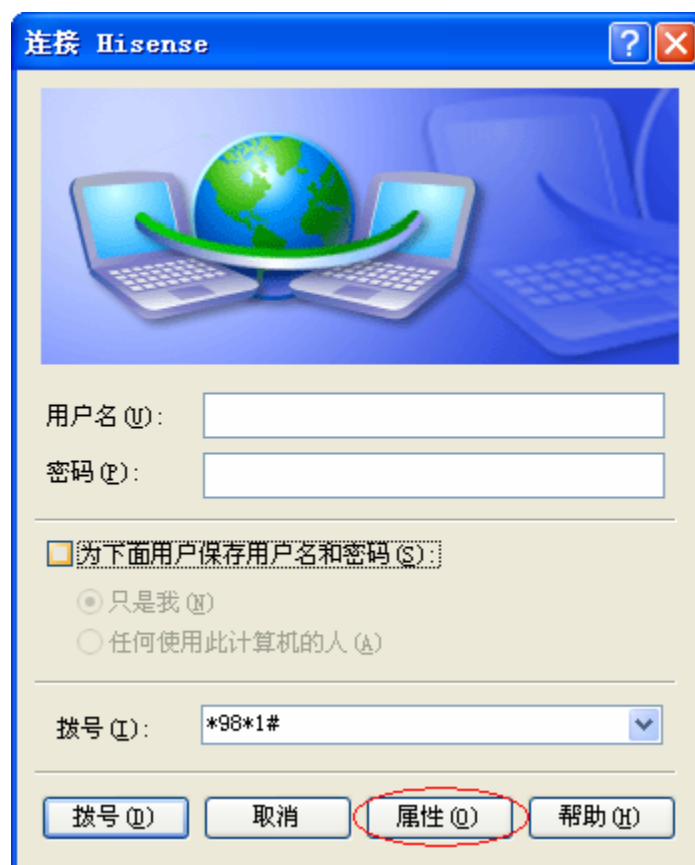 连接 Hisense
用户名(U):
密码(P):
为下面用户保存用户名和密码(S):
只是我(N)
任何使用此计算机的人(A)
拨号(I): *98*1#
拨号(D) 取消 属性(O) 帮助(H)